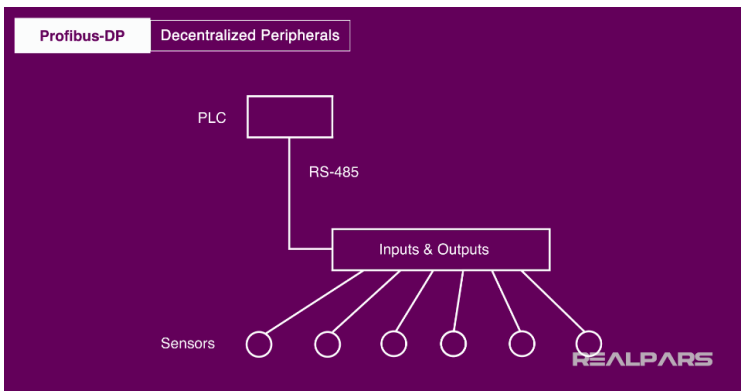 Profibus-DP Decentralized Peripherals
PLC
RS-485
Inputs & Outputs
Sensors
REALPARS